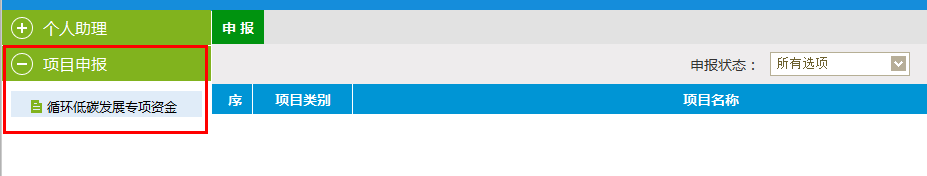 个人助理
申 报
项目申报
申报状态：
所有选项
循环低碳发展专项资金
序
项目类别
项目名称